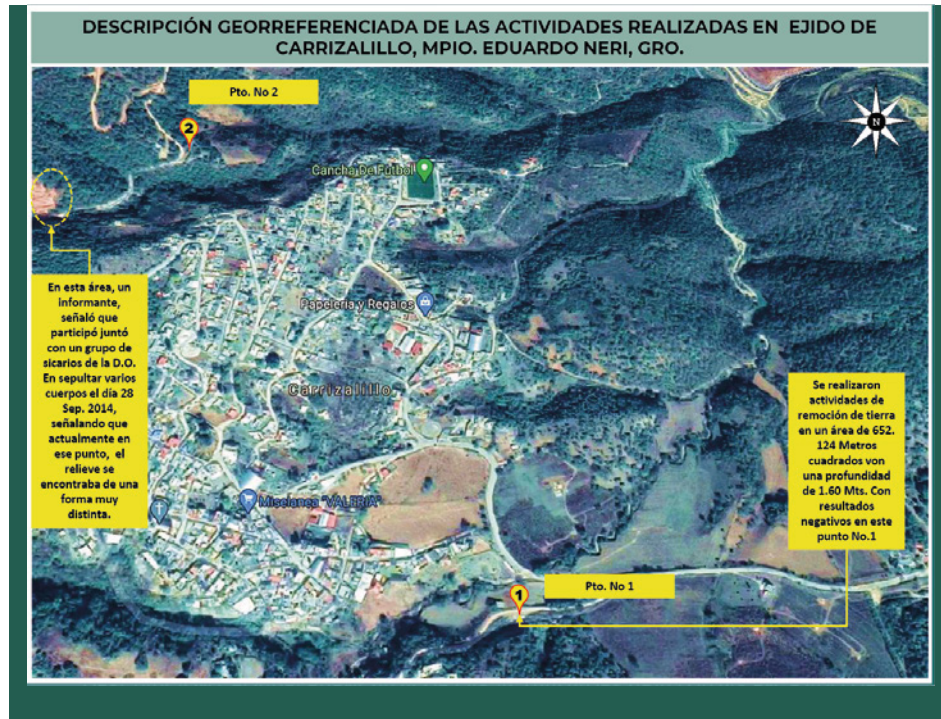 DESCRIPCIÓN GEORREFERENCIADA DE LAS ACTIVIDADES REALIZADAS EN EJIDO DE
CARRIZALILLO, MPIO. EDUARDO NERI, GRO.
Pto. No 2
N
2
Cancha De Fútbol
En esta área, un
informante,
señaló que
participó juntó
con un grupo de
sicarios de la D.O.
En sepultar varios
cuerpos el día 28
Sep. 2014,
señalando que
actualmente en
ese punto, el
relieve se
encontraba de una
forma muy
distinta.
Papelería y Regalos
Carrizalillo
Se realizaron
actividades de
remoción de tierra
en un área de 652.
124 Metros
cuadrados von
una profundidad
de 1.60 Mts. Con
resultados
negativos en este
punto No.1
Miselanea "VALERIA"
Pto. No 1
1